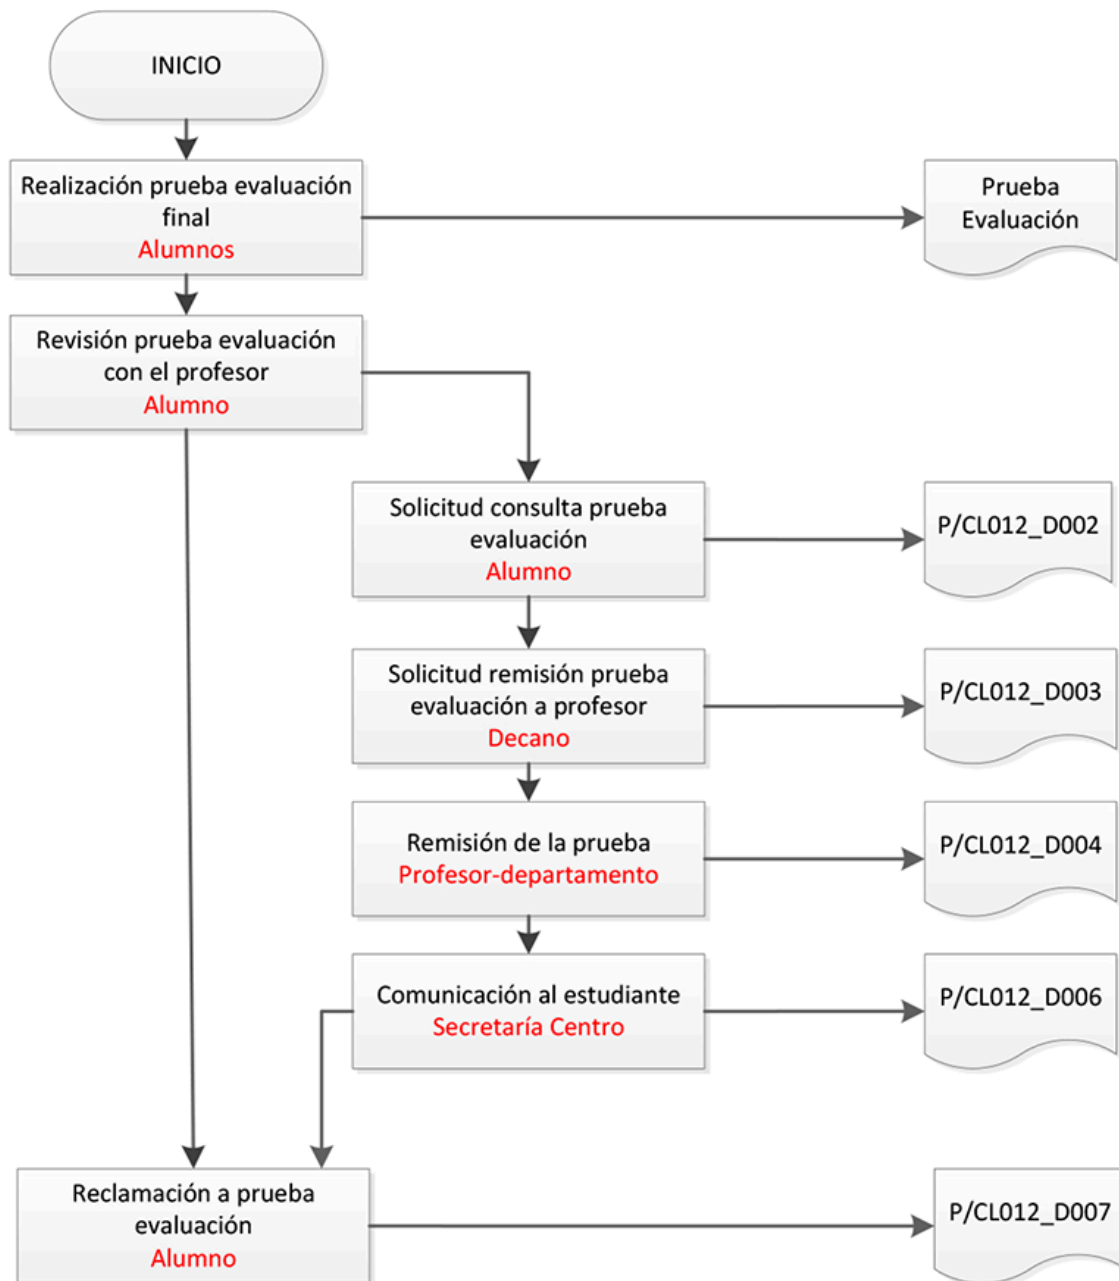 INICIO
Realización prueba evaluación
final
Alumnos
Prueba
Evaluación
Revisión prueba evaluación
con el profesor
Alumno
Solicitud consulta prueba
evaluación
Alumno
P/CL012_D002
Solicitud remisión prueba
evaluación a profesor
Decano
P/CL012_D003
Remisión de la prueba
Profesor-departamento
P/CL012_D004
Comunicación al estudiante
Secretaría Centro
P/CL012_D006
Reclamación a prueba
evaluación
Alumno
P/CL012_D007